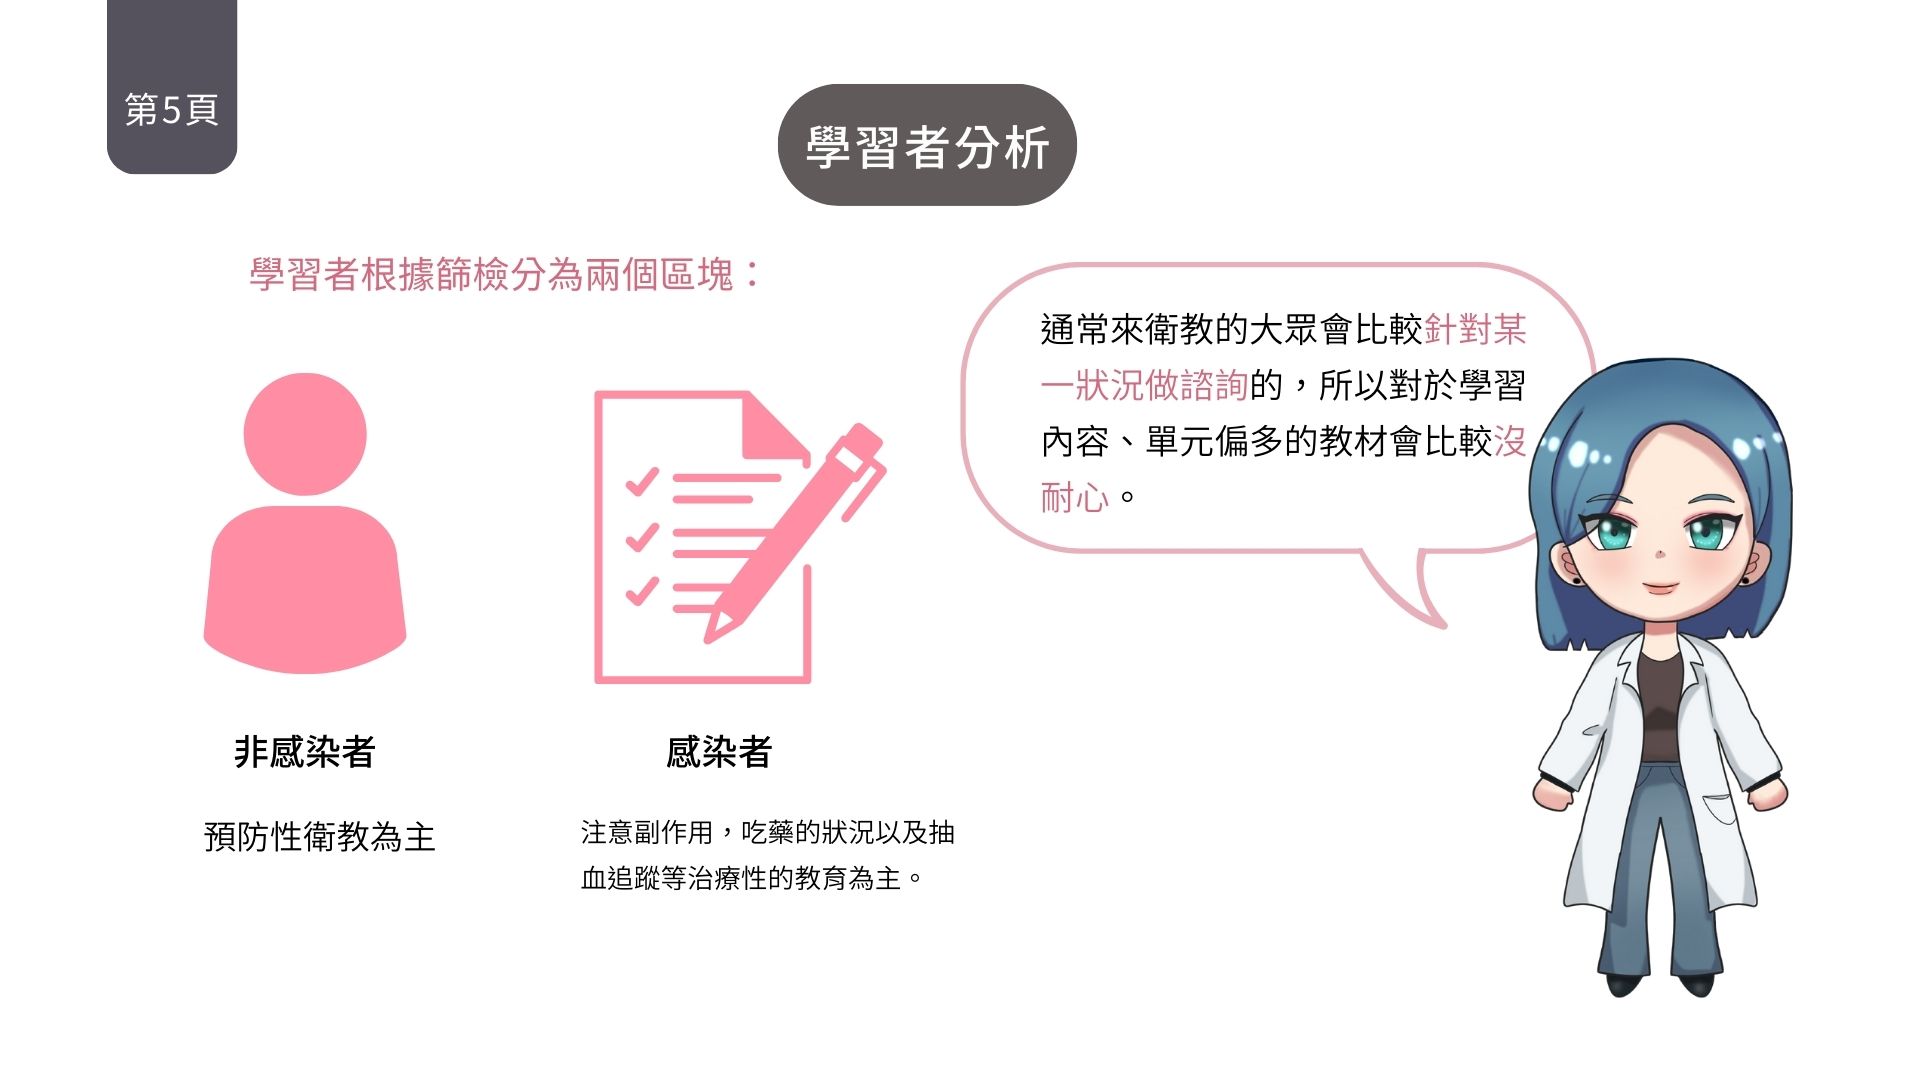 第5頁
學習者分析
學習者根據篩檢分為兩個區塊：
非感染者
預防性衛教為主
感染者
注意副作用，吃藥的狀況以及抽
血追蹤等治療性的教育為主。
通常來衛教的大眾會比較針對某
一狀況做諮詢的，所以對於學習
內容、單元偏多的教材會比較沒
耐心。